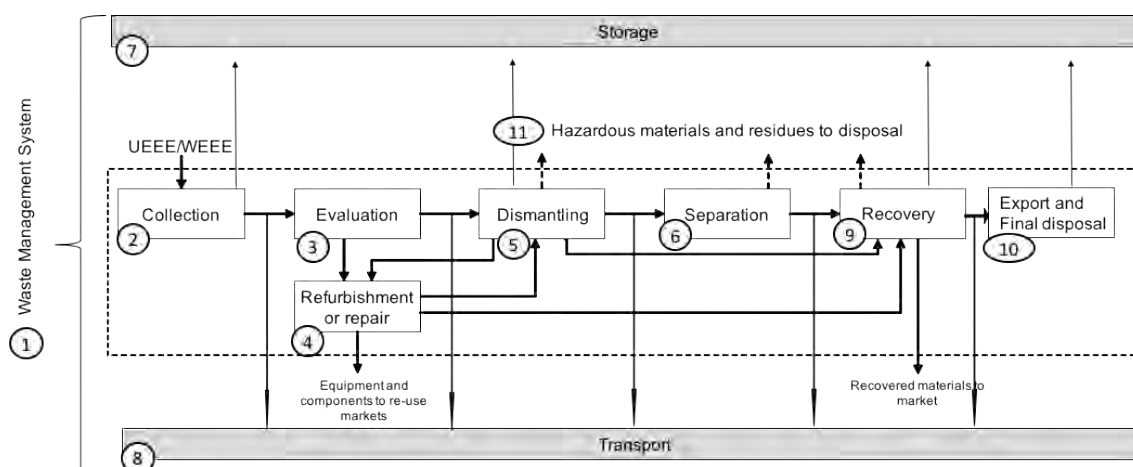 Storage
7
11 Hazardous materials and residues to disposal
UEEE/WEEE
Waste Management System
1
Collection
2
Evaluation
3
Dismantling
5
Separation
6
Recovery
9
Export and
Final disposal
10
Refurbishment
or repair
4
Equipment and
components to re-use
markets
Recovered materials to
market
Transport
8